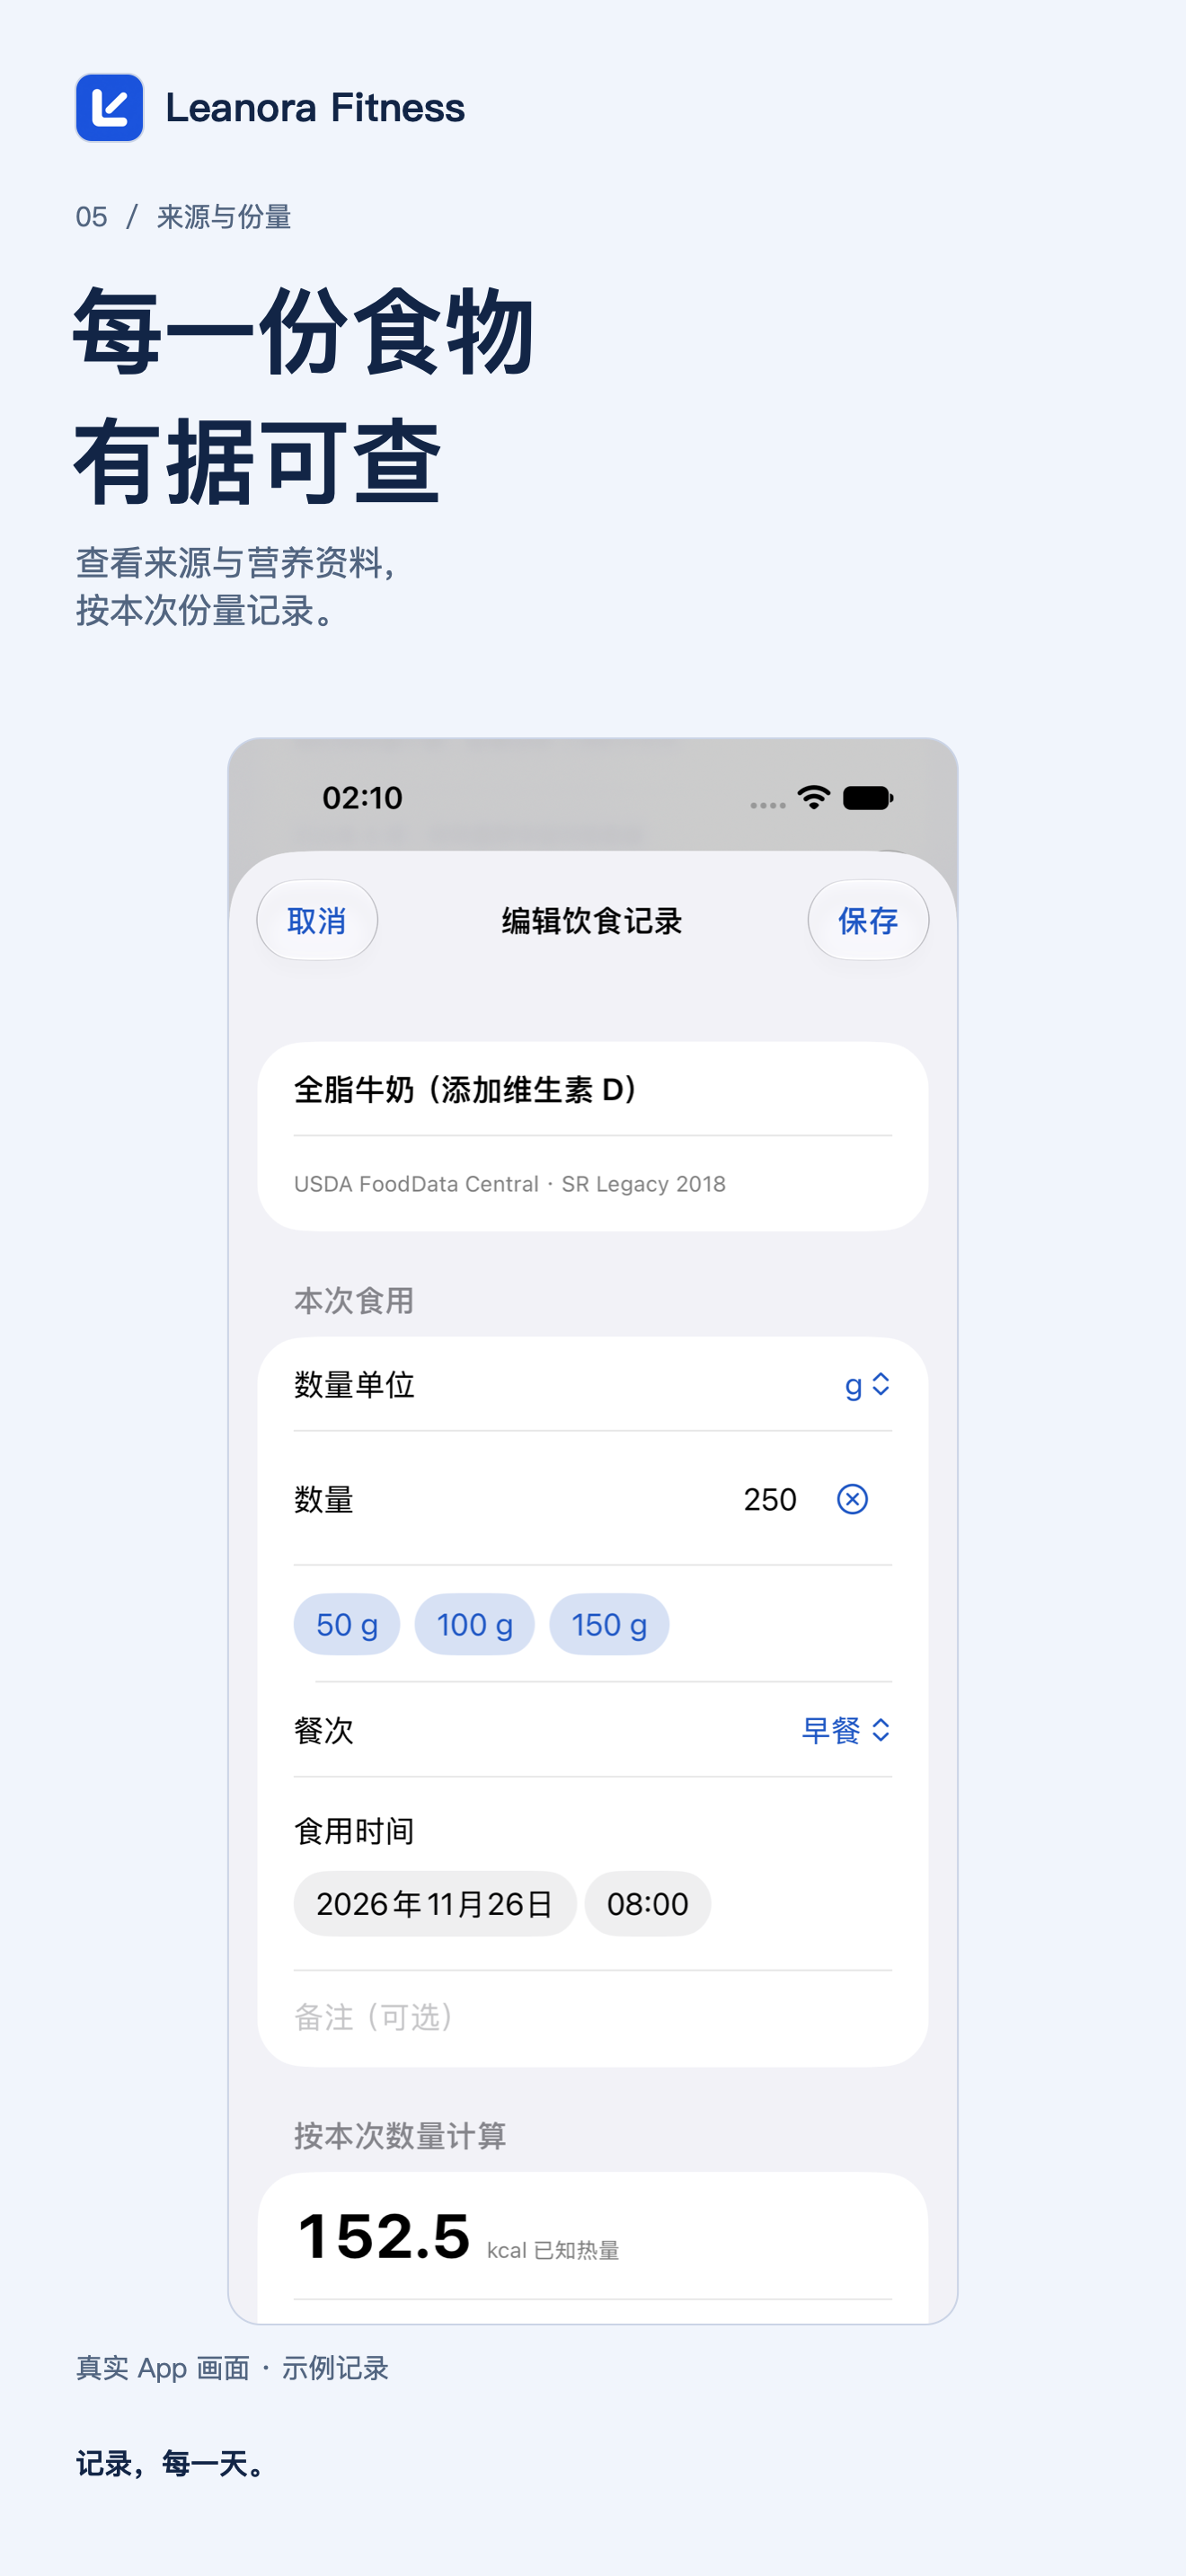 Leanora Fitness
05 / 来源与份量
每一份食物
有据可查
查看来源与营养资料，
按本次份量记录。
02:10
取消
编辑饮食记录
保存
全脂牛奶（添加维生素 D）
USDA FoodData Central · SR Legacy 2018
本次食用
数量单位
g
数量
250
50 g
100 g
150 g
餐次
早餐
食用时间
2026年11月26日
08:00
备注（可选）
按本次数量计算
152.5 kcal 已知热量
真实 App 画面 · 示例记录
记录，每一天。